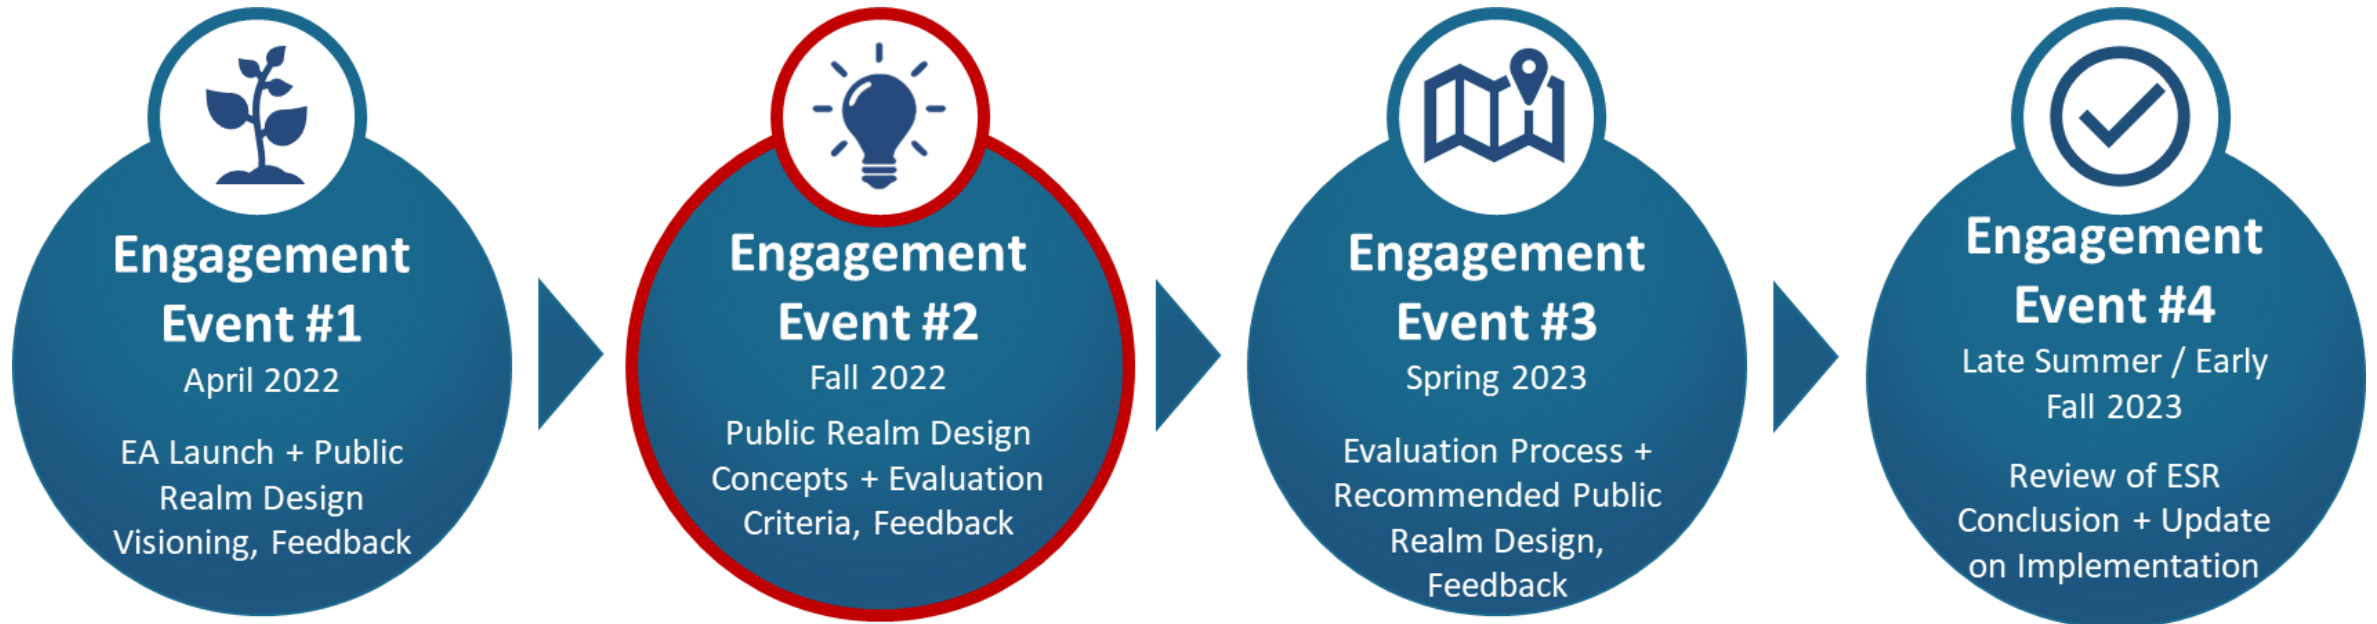 Engagement
Event #1
April 2022
EA Launch + Public
Realm Design
Visioning, Feedback
Engagement
Event #2
Fall 2022
Public Realm Design
Concepts + Evaluation
Criteria, Feedback
Engagement
Event #3
Spring 2023
Evaluation Process +
Recommended Public
Realm Design,
Feedback
Engagement
Event #4
Late Summer / Early
Fall 2023
Review of ESR
Conclusion + Update
on Implementation